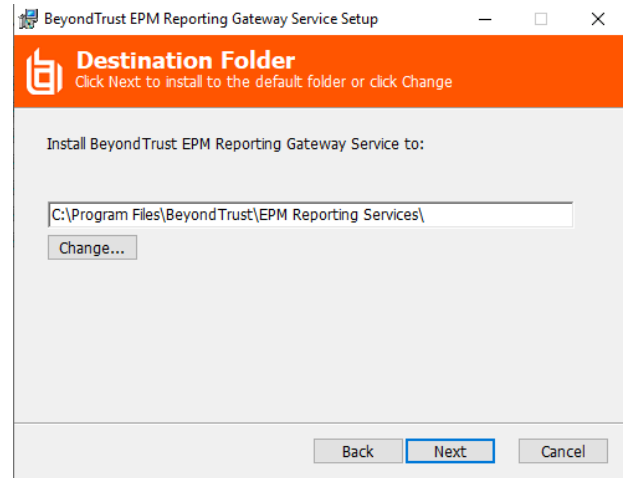 BeyondTrust EPM Reporting Gateway Service Setup
Destination Folder
Click Next to install to the default folder or click Change
Install BeyondTrust EPM Reporting Gateway Service to:
C:\Program Files\BeyondTrust\EPM Reporting Services\
Change...
Back Next Cancel